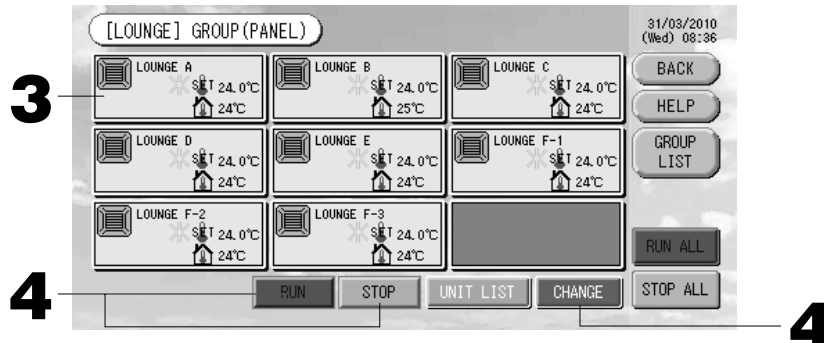 [LOUNGE] GROUP(PANEL)
31/03/2010
(Wed) 08:36
3
LOUNGE A
SET 24.0℃
24℃
LOUNGE B
SET 24.0℃
25℃
LOUNGE C
SET 24.0℃
24℃
BACK
HELP
LOUNGE D
SET 24.0℃
24℃
LOUNGE E
SET 24.0℃
24℃
LOUNGE F-1
SET 24.0℃
24℃
GROUP
LIST
LOUNGE F-2
SET 24.0℃
24℃
LOUNGE F-3
SET 24.0℃
24℃
RUN ALL
4
RUN
STOP
UNIT LIST
CHANGE
STOP ALL
4